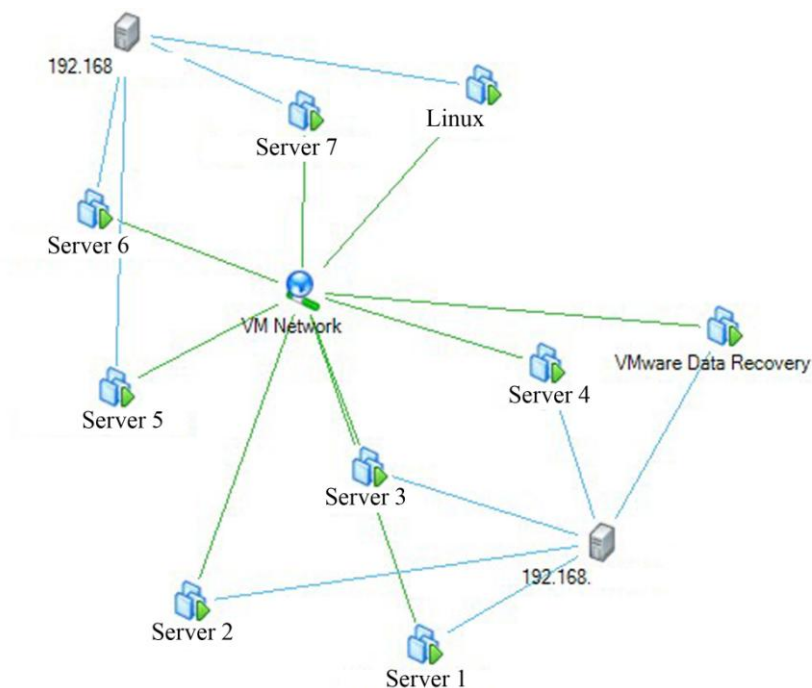 192.168
Linux
Server 7
Server 6
VM Network
VMware Data Recovery
Server 4
Server 5
Server 3
192.168.
Server 2
Server 1